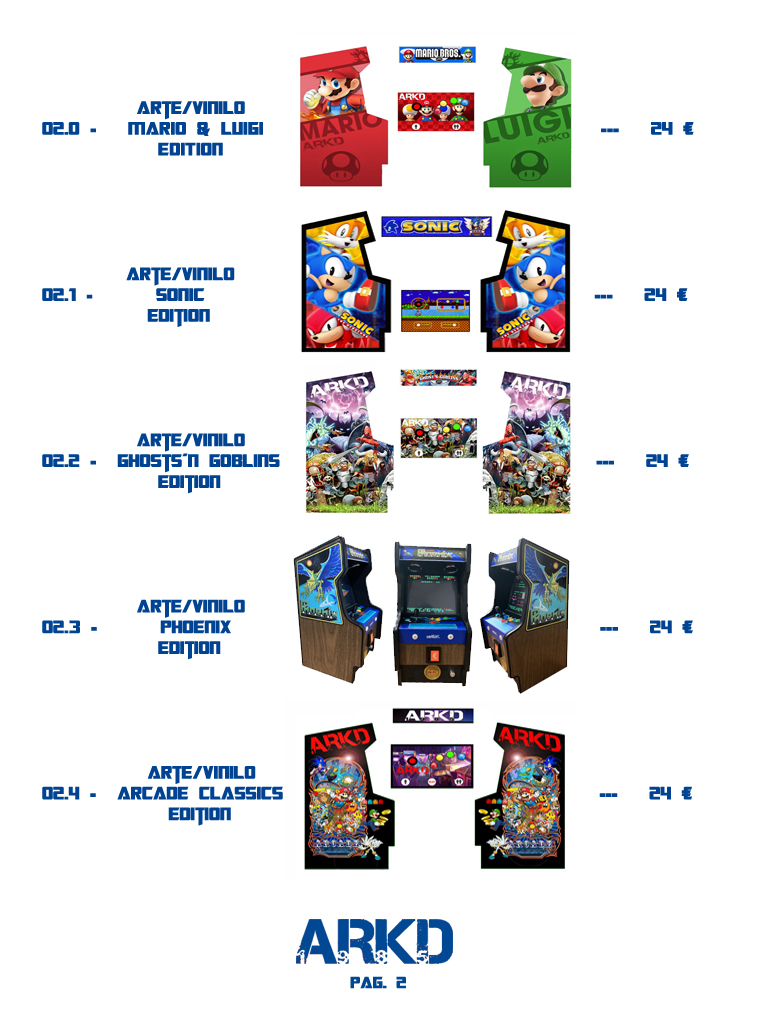 MARIO BROS.
ARKD
MARIO
ARKD
LUIGI
ARKD
ARTE/VINILO
02.0 - MARIO & LUIGI --- 24 €
EDITION
SONIC
SONIC
SONIC
ARTE/VINILO
02.1 - SONIC --- 24 €
EDITION
ARKD
ARKD
ARKD
ARTE/VINILO
02.2 - GHOSTS'N GOBLINS --- 24 €
EDITION
ARTE/VINILO
02.3 - PHOENIX --- 24 €
EDITION
ARKD
ARKD
ARKD
ARKD
ARTE/VINILO
02.4 - ARCADE CLASSICS --- 24 €
EDITION
ARCADE
ARCADE
ARKD
1985
PAG. 2